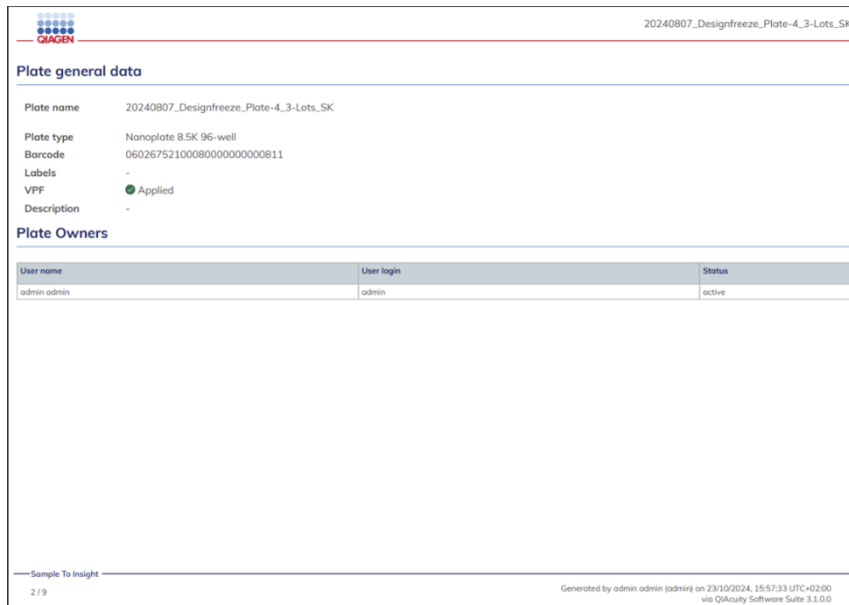 QIAGEN
20240807_Designfreeze_Plate-4_3-Lots_SK
Plate general data
Plate name 20240807_Designfreeze_Plate-4_3-Lots_SK
Plate type Nanoplate 8.5K 96-well
Barcode 06026752100080000000000811
Labels -
VPF Applied
Description -
Plate Owners
User name User login Status
admin admin admin active
Sample To Insight
2 / 9
Generated by admin admin (admin) on 23/10/2024, 15:57:33 UTC+02:00
via QIAcuity Software Suite 3.1.0.0